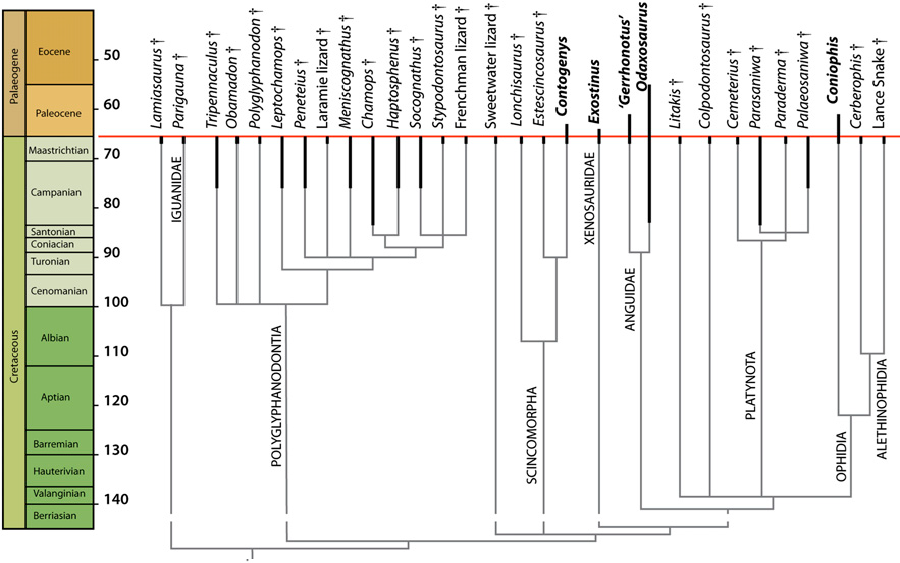 Palaeogene
Eocene
Paleocene
Cretaceous
Maastrichtian
Campanian
Santonian
Coniacian
Turonian
Cenomanian
Albian
Aptian
Barremian
Hauterivian
Valanginian
Berriasian
50
60
70
80
90
100
110
120
130
140
Lamiasaurus †
Parigauna †
Tripennaculus †
Obamadon †
Polyglyphanodon †
Leptochamops †
Peneteius †
Laramie lizard †
Meniscognathus †
Chamops †
Haptosphenus †
Socognathus †
Stypodontosaurus †
Frenchman lizard †
Sweetwater lizard †
Lonchisaurus †
Estescincosaurus †
Contogenys
Exostinus
‘Gerrhonotus’
Odaxosaurus
Litakis †
Colpodontosaurus †
Cemeterius †
Parasaniwa †
Paraderma †
Palaeosaniwa †
Coniophis
Cerberophis †
Lance Snake †
IGUANIDAE
POLYGLYPHANODONTIA
SCINCOMORPHA
XENOSAURIDAE
ANGUIDAE
PLATYNOTA
OPHIDIA
ALETHINOPHIDIA